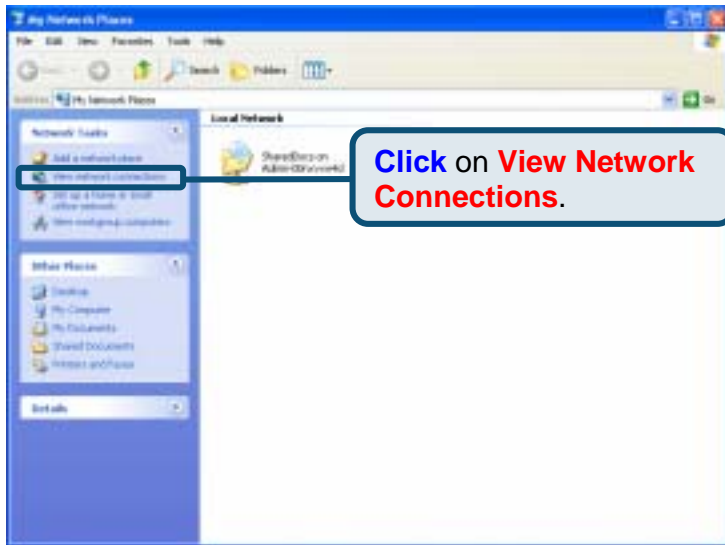 My Network Places
File Edit View Favorites Tools Help
Search Folders
My Network Places Go
Network Tasks
Local Network
Add a network place
View network connections
Set up a home or small
office network
View workgroup computers
SharedDocs on
Click on View Network
Connections.
Other Places
Desktop
My Computer
My Documents
Shared Documents
Printers and Faxes
Details